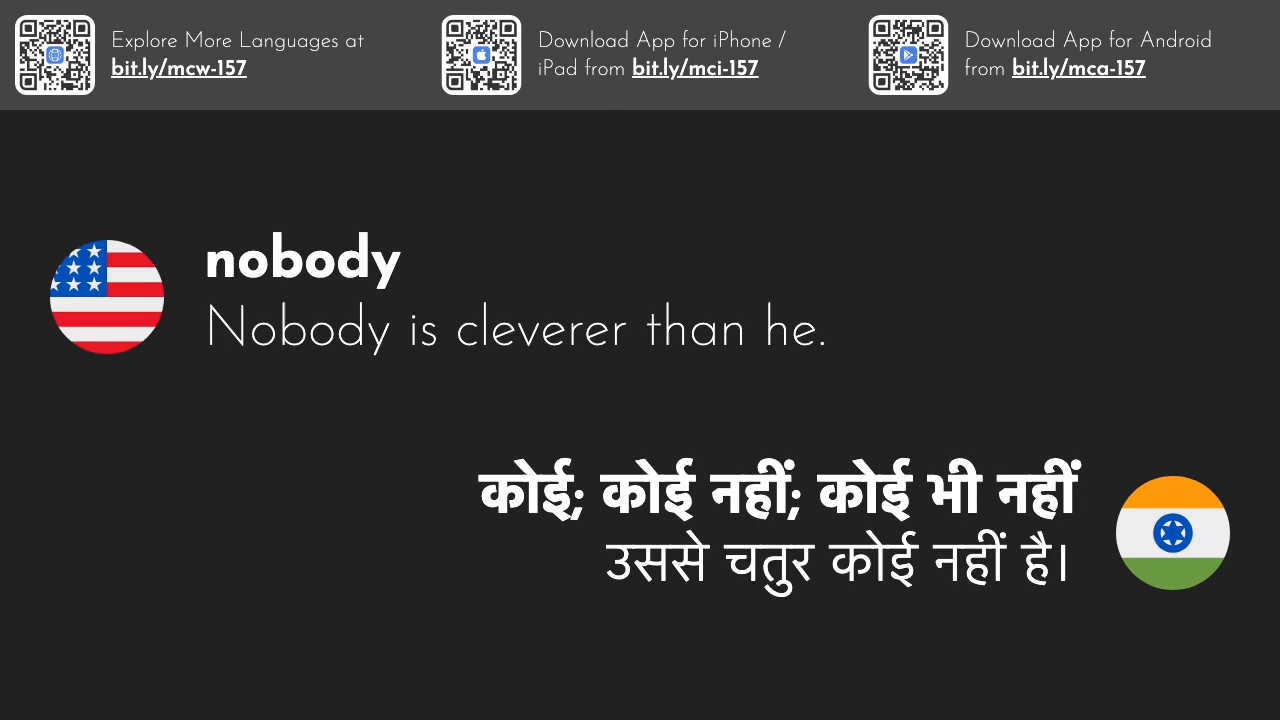 Explore More Languages at
bit.ly/mcw-157
Download App for iPhone /
iPad from bit.ly/mci-157
Download App for Android
from bit.ly/mca-157
nobody
Nobody is cleverer than he.
कोई; कोई नहीं; कोई भी नहीं
उससे चतुर कोई नहीं है।